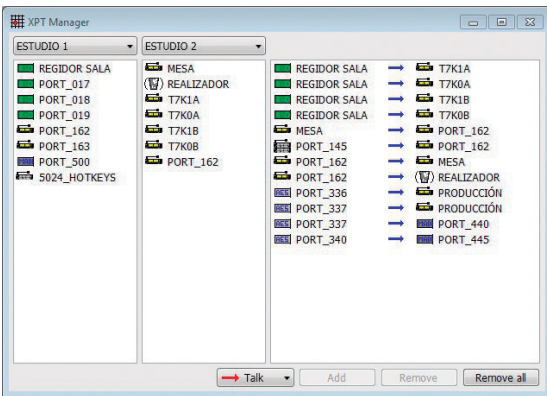 XPT Manager
ESTUDIO 1
ESTUDIO 2
REGIDOR SALA
PORT_017
PORT_018
PORT_019
PORT_162
PORT_163
PORT_500
5024_HOTKEYS
MESA
REALIZADOR
T7K1A
T7K0A
T7K1B
T7K0B
PORT_162
REGIDOR SALA T7K1A
REGIDOR SALA T7K0A
REGIDOR SALA T7K1B
REGIDOR SALA T7K0B
MESA PORT_162
PORT_145 PORT_162
PORT_162 MESA
PORT_162 REALIZADOR
PORT_336 PRODUCCIÓN
PORT_337 PRODUCCIÓN
PORT_337 PORT_440
PORT_340 PORT_445
Talk Add Remove Remove all